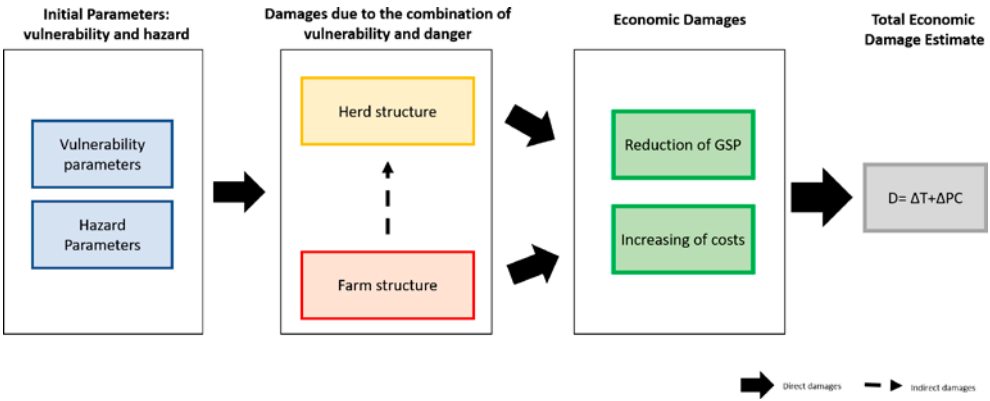 Initial Parameters:
vulnerability and hazard
Damages due to the combination of
vulnerability and danger
Economic Damages
Total Economic
Damage Estimate
Vulnerability
parameters
Hazard
Parameters
Herd structure
Farm structure
Reduction of GSP
Increasing of costs
D= ΔT+ΔPC
Direct damages
Indirect damages